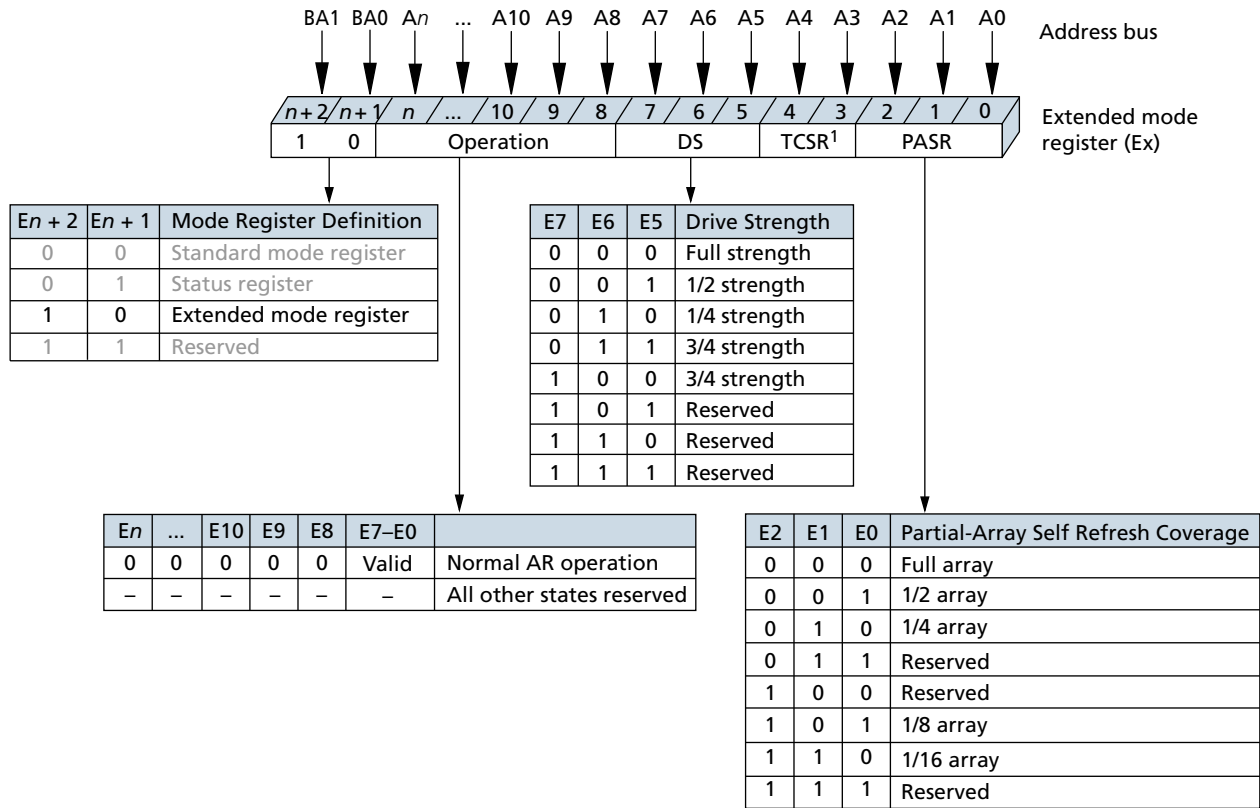 BA1 BA0 An ... A10 A9 A8 A7 A6 A5 A4 A3 A2 A1 A0 Address bus
n + 2 n + 1 n ... 10 9 8 7 6 5 4 3 2 1 0 Extended mode
register (Ex)
1 0 Operation DS TCSR1 PASR
En + 2 En + 1 Mode Register Definition
0 0 Standard mode register
0 1 Status register
1 0 Extended mode register
1 1 Reserved
E7 E6 E5 Drive Strength
0 0 0 Full strength
0 0 1 1/2 strength
0 1 0 1/4 strength
0 1 1 3/4 strength
1 0 0 3/4 strength
1 0 1 Reserved
1 1 0 Reserved
1 1 1 Reserved
En ... E10 E9 E8 E7–E0
0 0 0 0 0 Valid Normal AR operation
– – – – – – All other states reserved
E2 E1 E0 Partial-Array Self Refresh Coverage
0 0 0 Full array
0 0 1 1/2 array
0 1 0 1/4 array
0 1 1 Reserved
1 0 0 Reserved
1 0 1 1/8 array
1 1 0 1/16 array
1 1 1 Reserved